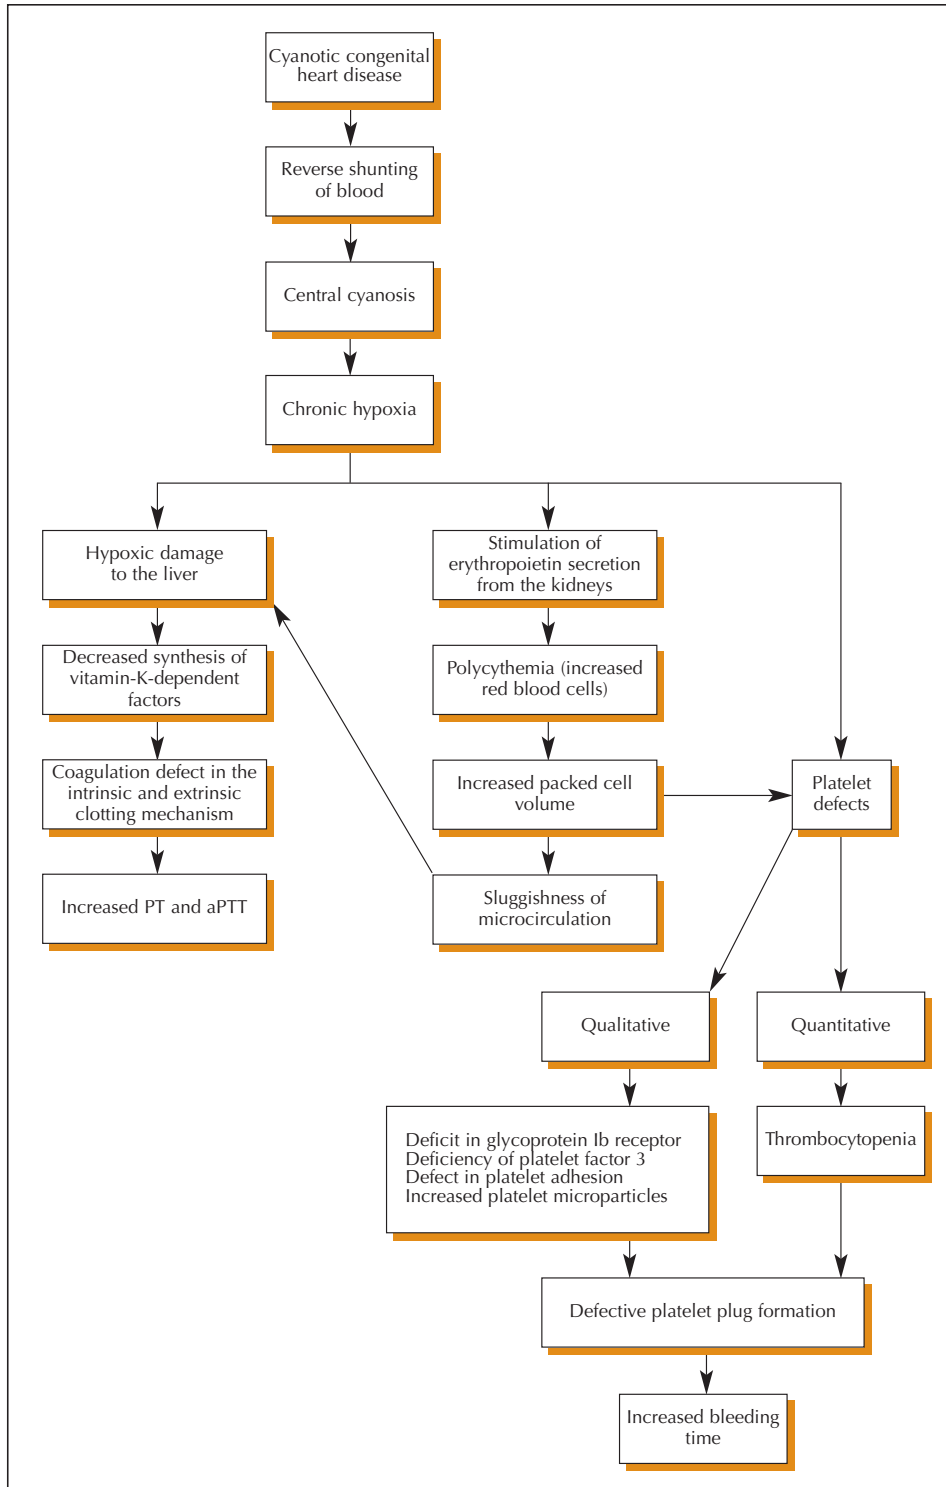 Cyanotic congenital
heart disease
Reverse shunting
of blood
Central cyanosis
Chronic hypoxia
Hypoxic damage
to the liver
Stimulation of
erythropoietin secretion
from the kidneys
Decreased synthesis of
vitamin-K-dependent
factors
Polycythemia (increased
red blood cells)
Coagulation defect in the
intrinsic and extrinsic
clotting mechanism
Increased packed cell
volume
Platelet
defects
Increased PT and aPTT
Sluggishness of
microcirculation
Qualitative
Quantitative
Deficit in glycoprotein Ib receptor
Deficiency of platelet factor 3
Defect in platelet adhesion
Increased platelet microparticles
Thrombocytopenia
Defective platelet plug formation
Increased bleeding
time